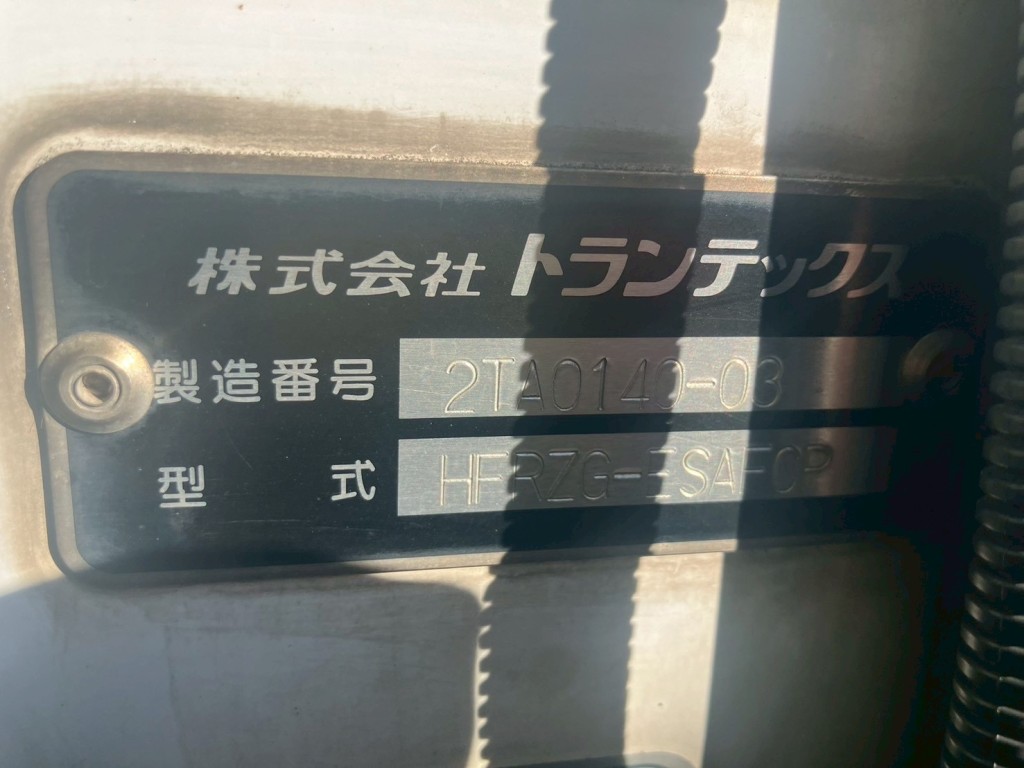 株式会社トランテックス
製造番号 2TA0140-03
型式 HFRZG-ESAFCP